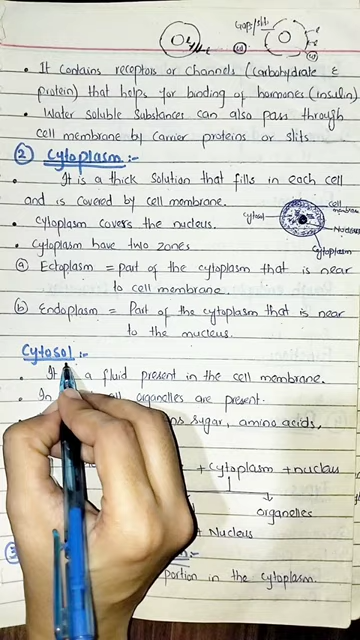 Gaps/slits
• It contains receptors or channels (carbohydrate &
protein) that helps for binding of hormones (insulin)
• Water soluble substances can also pass through
cell membrane by carrier proteins or slits.
② Cytoplasm :-
• It is a thick solution that fills in each cell
and is covered by cell membrane.
• Cytoplasm covers the nucleus.
• Cytoplasm have two zones
cytosol
cell
membrane
Nucleus
Cytoplasm
ⓐ Ectoplasm = part of the cytoplasm that is near
to cell membrane
ⓑ Endoplasm = Part of the cytoplasm that is near
to the nucleus.
Cytosol :-
• It a fluid present in the cell membrane.
• In organelles are present.
sugar, amino acids,
+ cytoplasm + nucleus
organelles
+ Nucleus
③
portion in the cytoplasm.